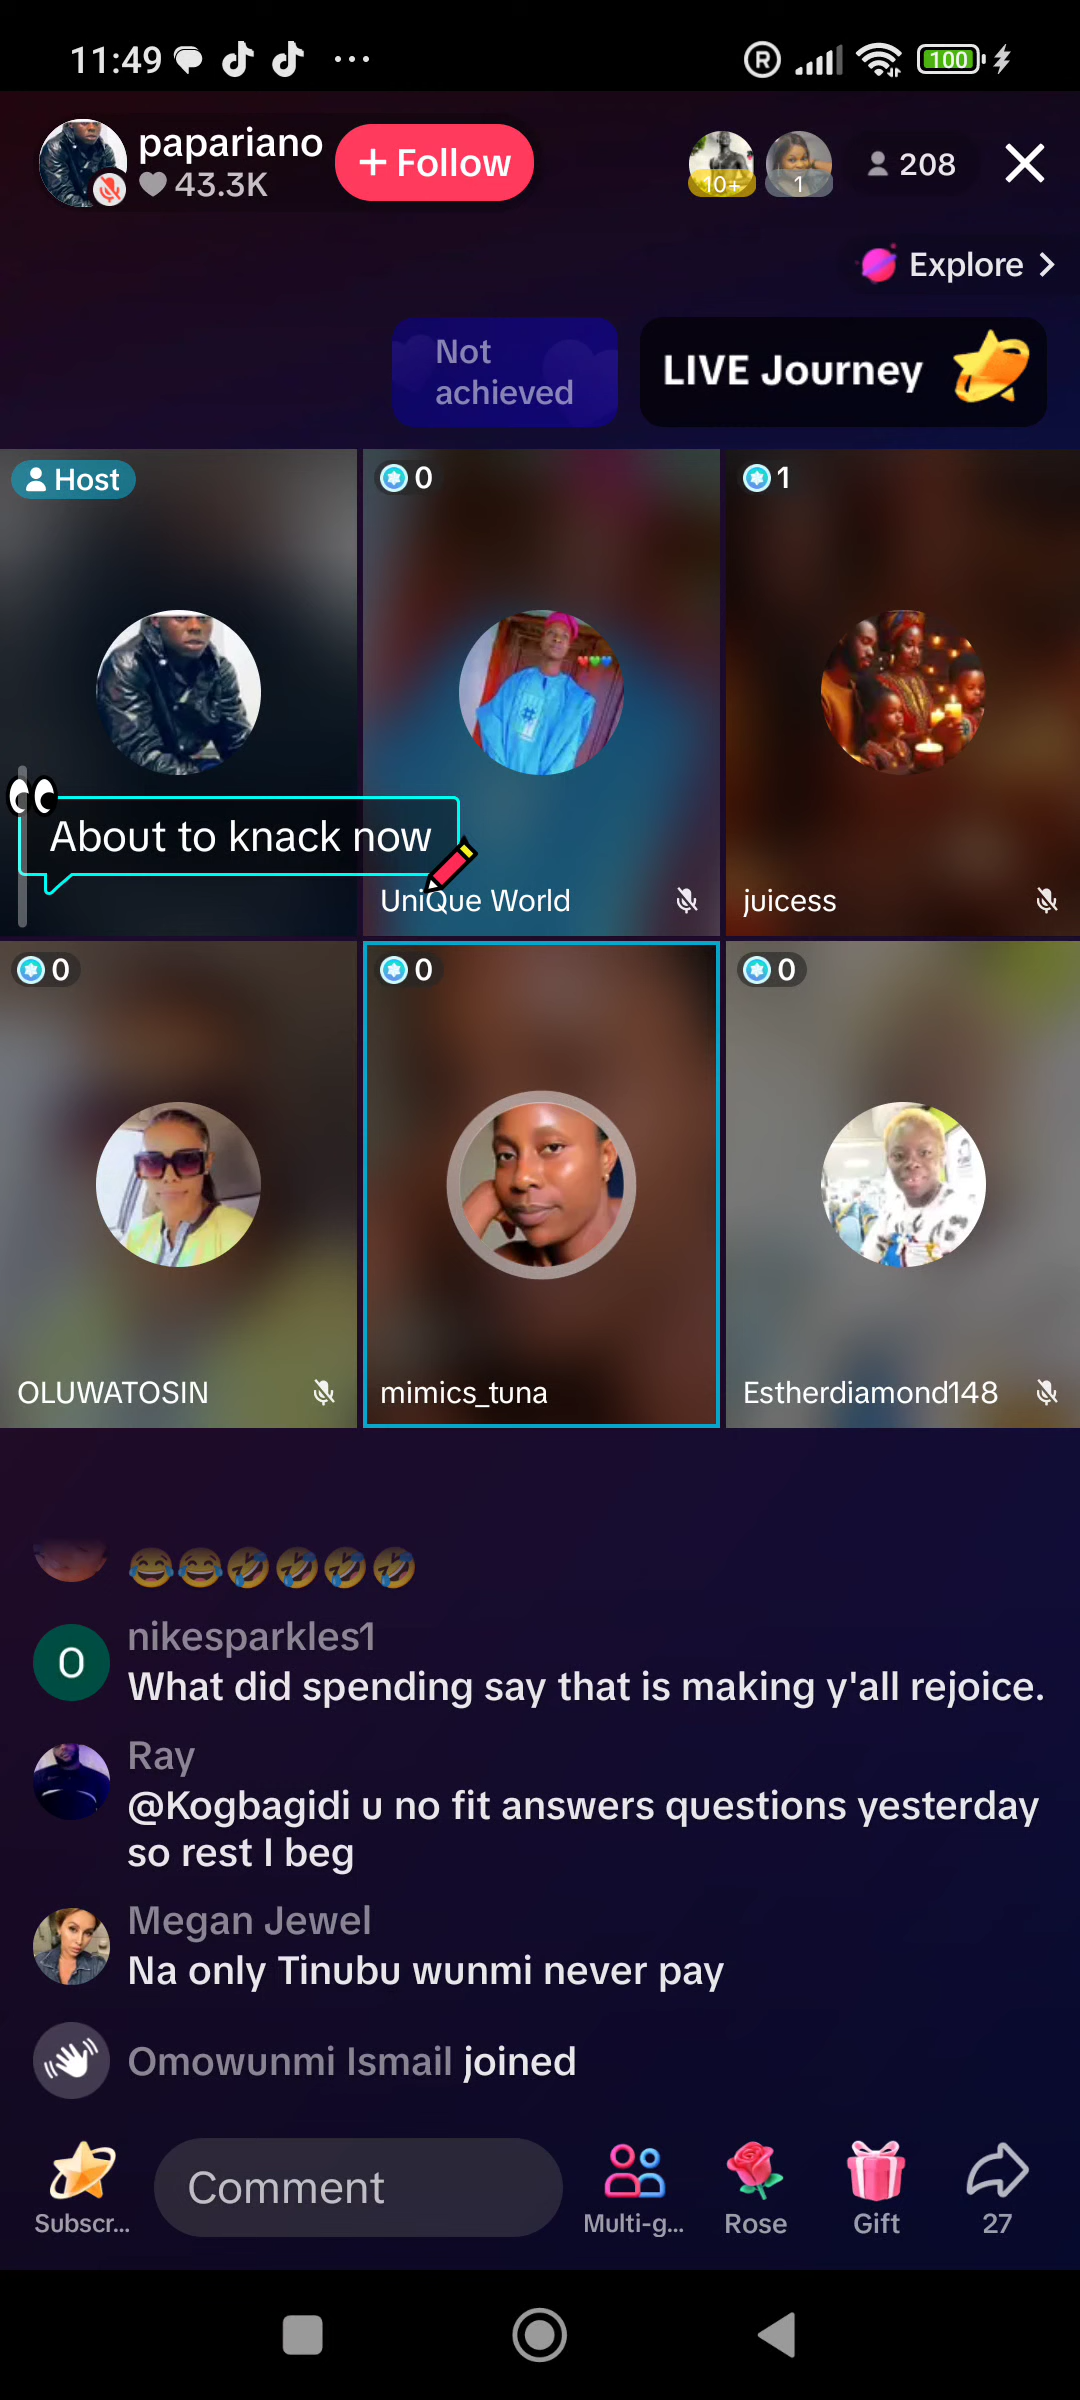 11:49
R
100
papariano
43.3K
+ Follow
10+
1
208
Explore
Not
achieved
LIVE Journey
Host
0
1
About to knack now
UniQue World
juicess
0
0
0
OLUWATOSIN
mimics_tuna
Estherdiamond148
😂😂🤣🤣🤣🤣
O
nikesparkles1
What did spending say that is making y'all rejoice.
Ray
@Kogbagidi u no fit answers questions yesterday
so rest I beg
Megan Jewel
Na only Tinubu wunmi never pay
Omowunmi Ismail joined
Subscr...
Comment
Multi-g...
Rose
Gift
27